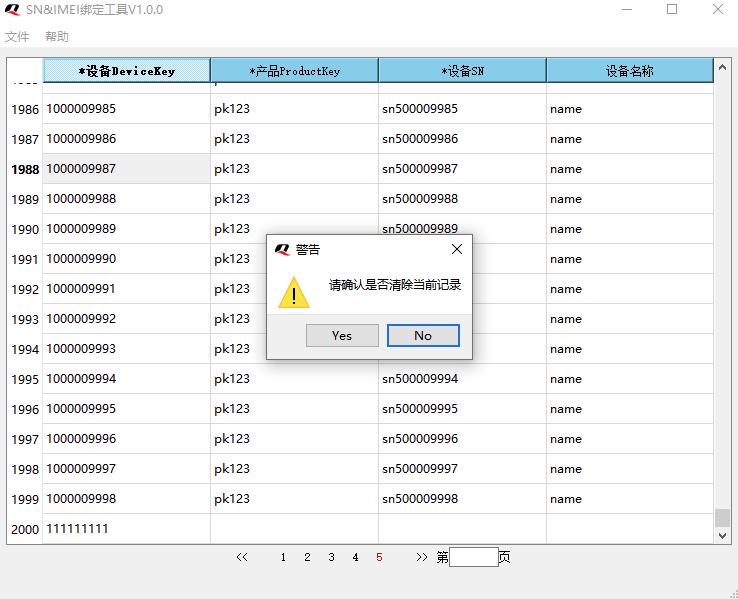 SN&IMEI绑定工具V1.0.0
文件 帮助
*设备DeviceKey *产品ProductKey *设备SN 设备名称
1986 1000009985 pk123 sn500009985 name
1987 1000009986 pk123 sn500009986 name
1988 1000009987 pk123 sn500009987 name
1989 1000009988 pk123 sn500009988 name
1990 1000009989 pk123 sn500009989 name
1991 1000009990 pk123 name
1992 1000009991 pk123 name
1993 1000009992 pk123 name
1994 1000009993 pk123 name
1995 1000009994 pk123 sn500009994 name
1996 1000009995 pk123 sn500009995 name
1997 1000009996 pk123 sn500009996 name
1998 1000009997 pk123 sn500009997 name
1999 1000009998 pk123 sn500009998 name
2000 111111111
警告
请确认是否清除当前记录
Yes No
<< 1 2 3 4 5 >> 第 页